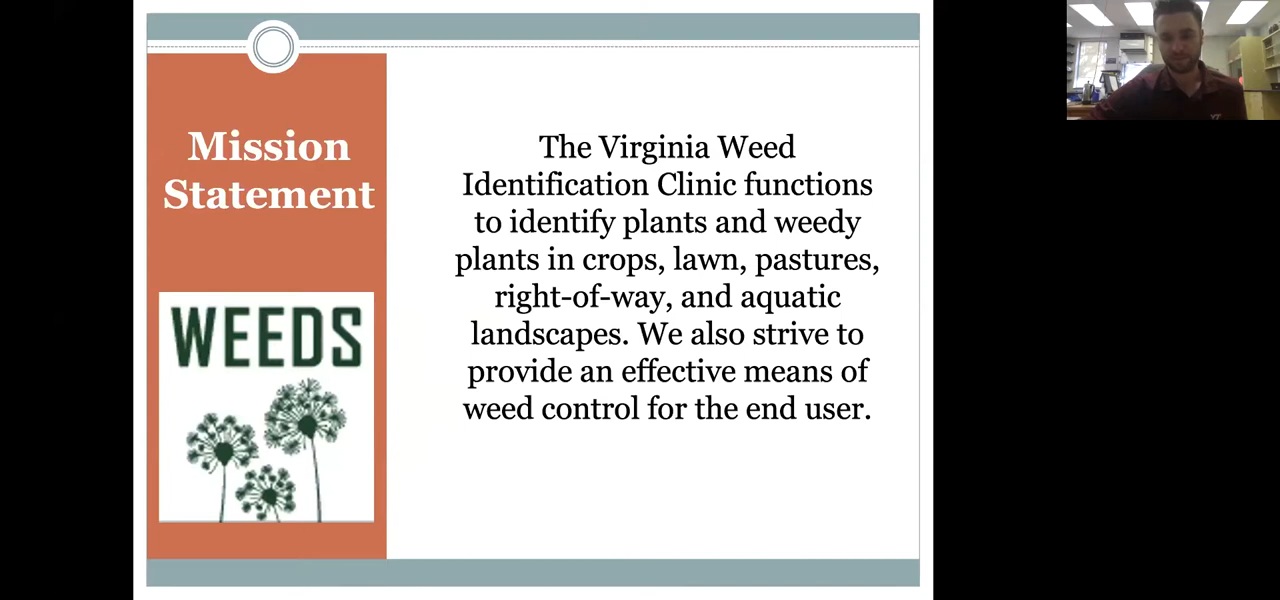 Mission
Statement
WEEDS
The Virginia Weed
Identification Clinic functions
to identify plants and weedy
plants in crops, lawn, pastures,
right-of-way, and aquatic
landscapes. We also strive to
provide an effective means of
weed control for the end user.